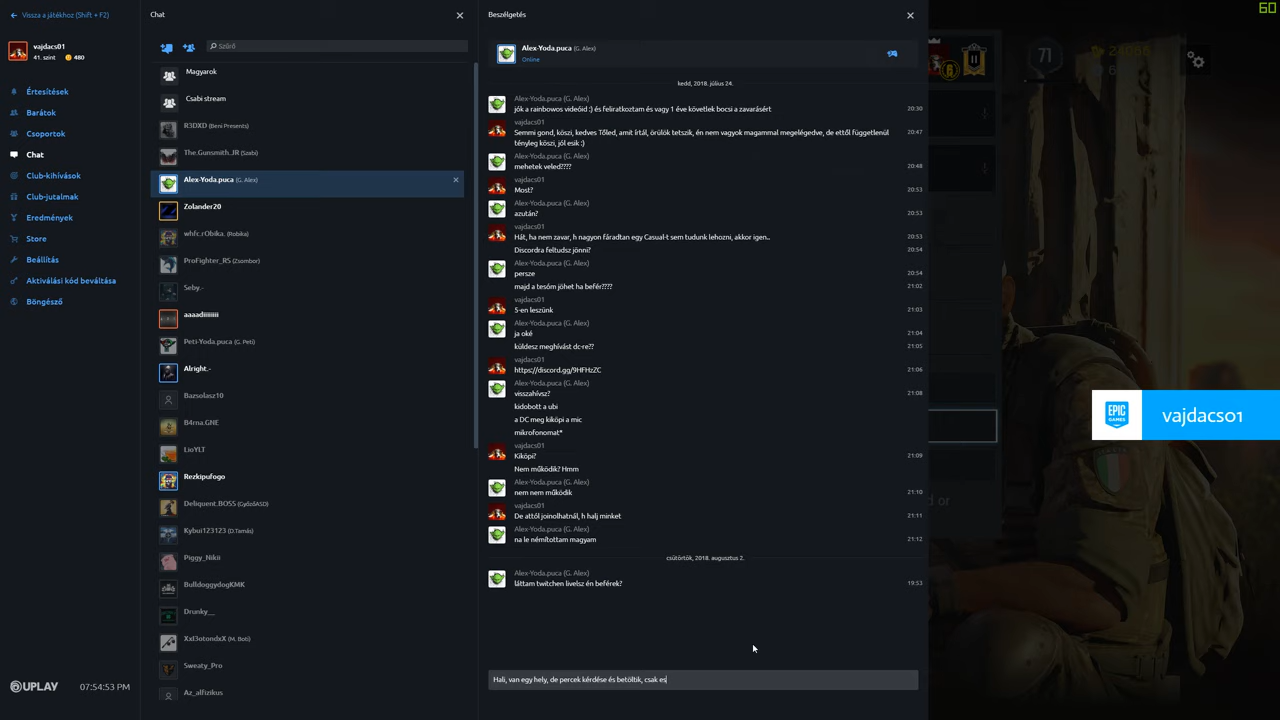 Vissza a játékhoz (Shift + F2)
vajdacs01
41. szint 480
Értesítések
Barátok
Csoportok
Chat
Club-kihívások
Club-jutalmak
Eredmények
Store
Beállítás
Aktiválási kód beváltása
Böngésző
UPLAY 07:54:53 PM
Chat
Szűrő
Magyarok
Csabi stream
R3DXD (Beni Presents)
The.Gunsmith_JR (Szabi)
Alex-Yoda.puca (G. Alex)
Zolander20
whfc.rObika. (Robika)
ProFighter_RS (Zsombor)
Seby.-
aaaadiiiiiiii
Peti-Yoda.puca (G. Peti)
Alright.-
Bazsolasz10
B4rna.GNE
LioYLT
Rezkipufogo
Deliquent.BOSS (GyőzőASD)
Kybui123123 (D.Tamás)
Piggy_Nikii
BulldoggydogKMK
Drunky__
XxI3otondxX (M. Boti)
Sweaty_Pro
Az_alfizikus
Beszélgetés
Alex-Yoda.puca (G. Alex)
Online
kedd, 2018. július 24.
Alex-Yoda.puca (G. Alex)
jók a rainbowos videóid :) és feliratkoztam és vagy 1 éve követlek bocsi a zavarásért 20:30
vajdacs01
Semmi gond, köszi, kedves Tőled, amit írtál, örülök tetszik, én nem vagyok magammal megelégedve, de ettől függetlenül 20:47
tényleg köszi, jól esik :)
Alex-Yoda.puca (G. Alex)
mehetek veled???? 20:48
vajdacs01
Most? 20:53
Alex-Yoda.puca (G. Alex)
azután? 20:53
vajdacs01
Hát, ha nem zavar, h nagyon fáradtan egy Casual-t sem tudunk lehozni, akkor igen.. 20:53
Discordra feltudsz jönni? 20:54
Alex-Yoda.puca (G. Alex)
persze 20:54
majd a tesóm jöhet ha befér???? 21:02
vajdacs01
5-en leszünk 21:03
Alex-Yoda.puca (G. Alex)
ja oké 21:04
küldesz meghívást dc-re?? 21:05
vajdacs01
https://discord.gg/9HFHzZC 21:06
Alex-Yoda.puca (G. Alex)
visszahívsz? 21:08
kidobott a ubi
a DC meg kiköpi a mic
mikrofonomat*
vajdacs01
Kiköpi? 21:09
Nem működik? Hmm
Alex-Yoda.puca (G. Alex)
nem nem működik 21:10
vajdacs01
De attól joinolhatnál, h halj minket 21:11
Alex-Yoda.puca (G. Alex)
na le némítottam magyam 21:12
csütörtök, 2018. augusztus 2.
Alex-Yoda.puca (G. Alex)
láttam twitchen livelsz én beférek? 19:53
Hali, van egy hely, de percek kérdése és betöltik, csak es
60
71
24085
6
EPIC GAMES vajdacs01
d or